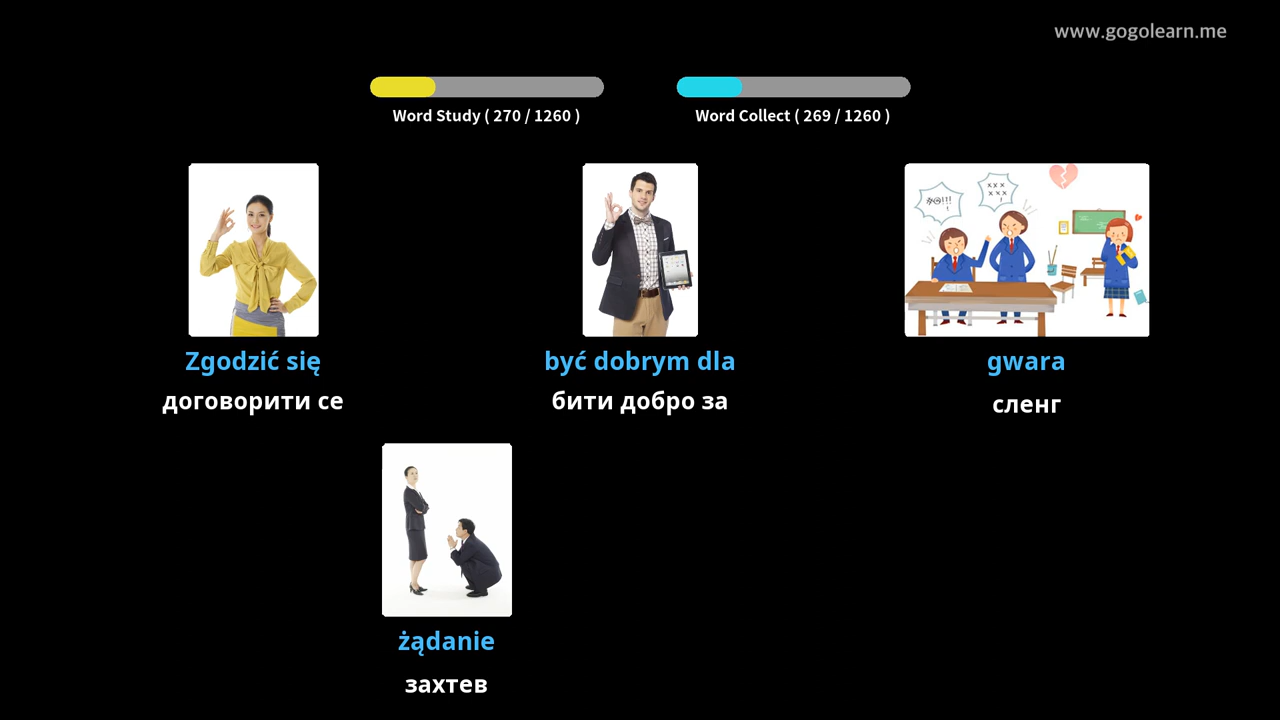 www.gogolearn.me
Word Study ( 270 / 1260 )
Word Collect ( 269 / 1260 )
Zgodzić się
договорити се
być dobrym dla
бити добро за
gwara
сленг
żądanie
захтев